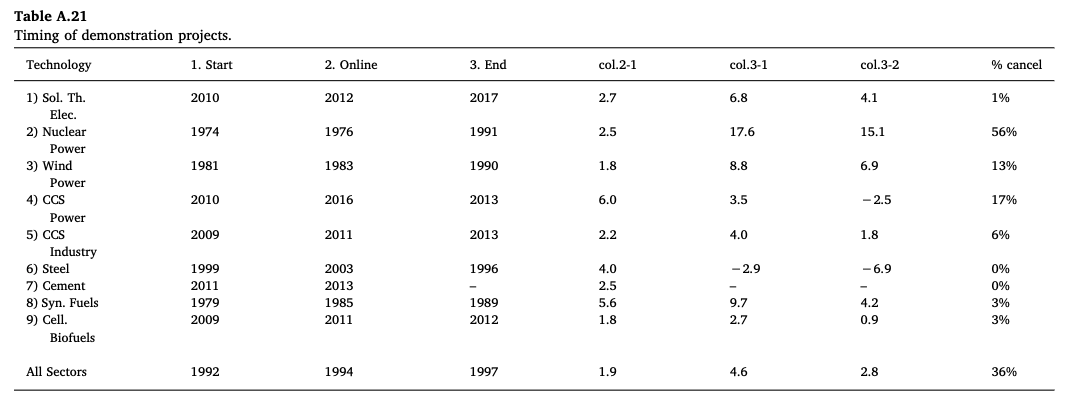 Table A.21
Timing of demonstration projects.
Technology 1. Start 2. Online 3. End col.2-1 col.3-1 col.3-2 % cancel
1) Sol. Th. 2010 2012 2017 2.7 6.8 4.1 1%
Elec.
2) Nuclear 1974 1976 1991 2.5 17.6 15.1 56%
Power
3) Wind 1981 1983 1990 1.8 8.8 6.9 13%
Power
4) CCS 2010 2016 2013 6.0 3.5 −2.5 17%
Power
5) CCS 2009 2011 2013 2.2 4.0 1.8 6%
Industry
6) Steel 1999 2003 1996 4.0 −2.9 −6.9 0%
7) Cement 2011 2013 – 2.5 – – 0%
8) Syn. Fuels 1979 1985 1989 5.6 9.7 4.2 3%
9) Cell. 2009 2011 2012 1.8 2.7 0.9 3%
Biofuels
All Sectors 1992 1994 1997 1.9 4.6 2.8 36%